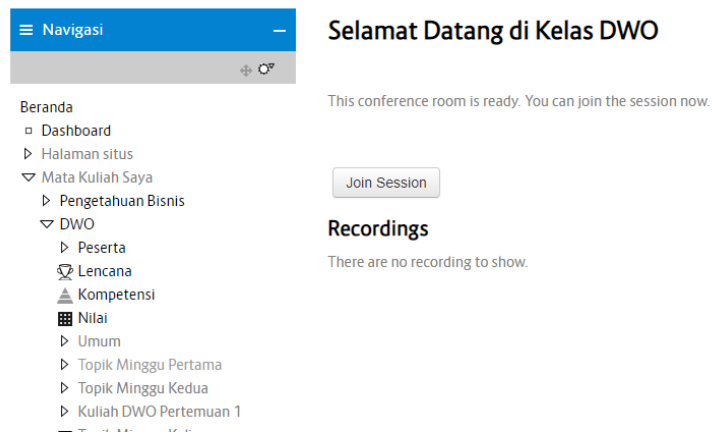 Navigasi
Beranda
Dashboard
Halaman situs
Mata Kuliah Saya
Pengetahuan Bisnis
DWO
Peserta
Lencana
Kompetensi
Nilai
Umum
Topik Minggu Pertama
Topik Minggu Kedua
Kuliah DWO Pertemuan 1
Selamat Datang di Kelas DWO
This conference room is ready. You can join the session now.
Join Session
Recordings
There are no recording to show.